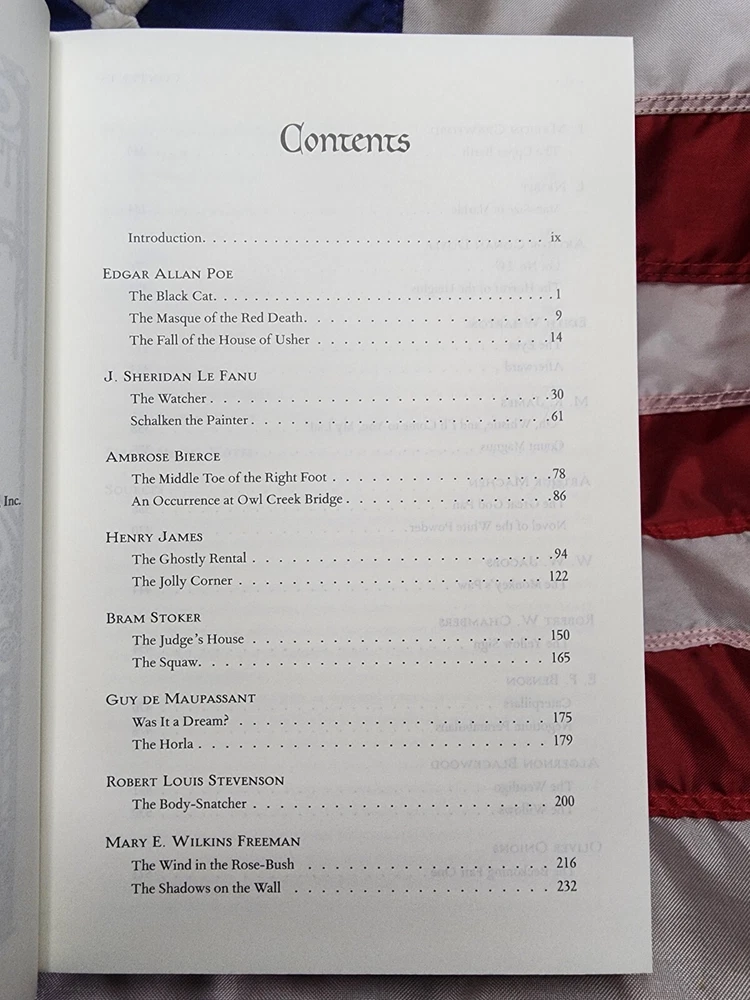 Contents
Introduction. . . . . . . . . . . . . . . . . . . . . . . . . . . . . . . . . . . ix
Edgar Allan Poe
The Black Cat. . . . . . . . . . . . . . . . . . . . . . . . . . . . . . . . . . 1
The Masque of the Red Death. . . . . . . . . . . . . . . . . . . . 9
The Fall of the House of Usher . . . . . . . . . . . . . . . . . . 14
J. Sheridan Le Fanu
The Watcher . . . . . . . . . . . . . . . . . . . . . . . . . . . . . . 30
Schalken the Painter . . . . . . . . . . . . . . . . . . . . . . . . . 61
Ambrose Bierce
The Middle Toe of the Right Foot . . . . . . . . . . . . . . . . 78
An Occurrence at Owl Creek Bridge . . . . . . . . . . . . . . . 86
Inc.
Henry James
The Ghostly Rental . . . . . . . . . . . . . . . . . . . . . . . . . 94
The Jolly Corner . . . . . . . . . . . . . . . . . . . . . . . . . . 122
Bram Stoker
The Judge's House . . . . . . . . . . . . . . . . . . . . . . . . . 150
The Squaw. . . . . . . . . . . . . . . . . . . . . . . . . . . . . . 165
Guy de Maupassant
Was It a Dream? . . . . . . . . . . . . . . . . . . . . . . . . . . 175
The Horla . . . . . . . . . . . . . . . . . . . . . . . . . . . . . . 179
Robert Louis Stevenson
The Body-Snatcher . . . . . . . . . . . . . . . . . . . . . . . . 200
Mary E. Wilkins Freeman
The Wind in the Rose-Bush . . . . . . . . . . . . . . . . . . . 216
The Shadows on the Wall . . . . . . . . . . . . . . . . . . . . 232